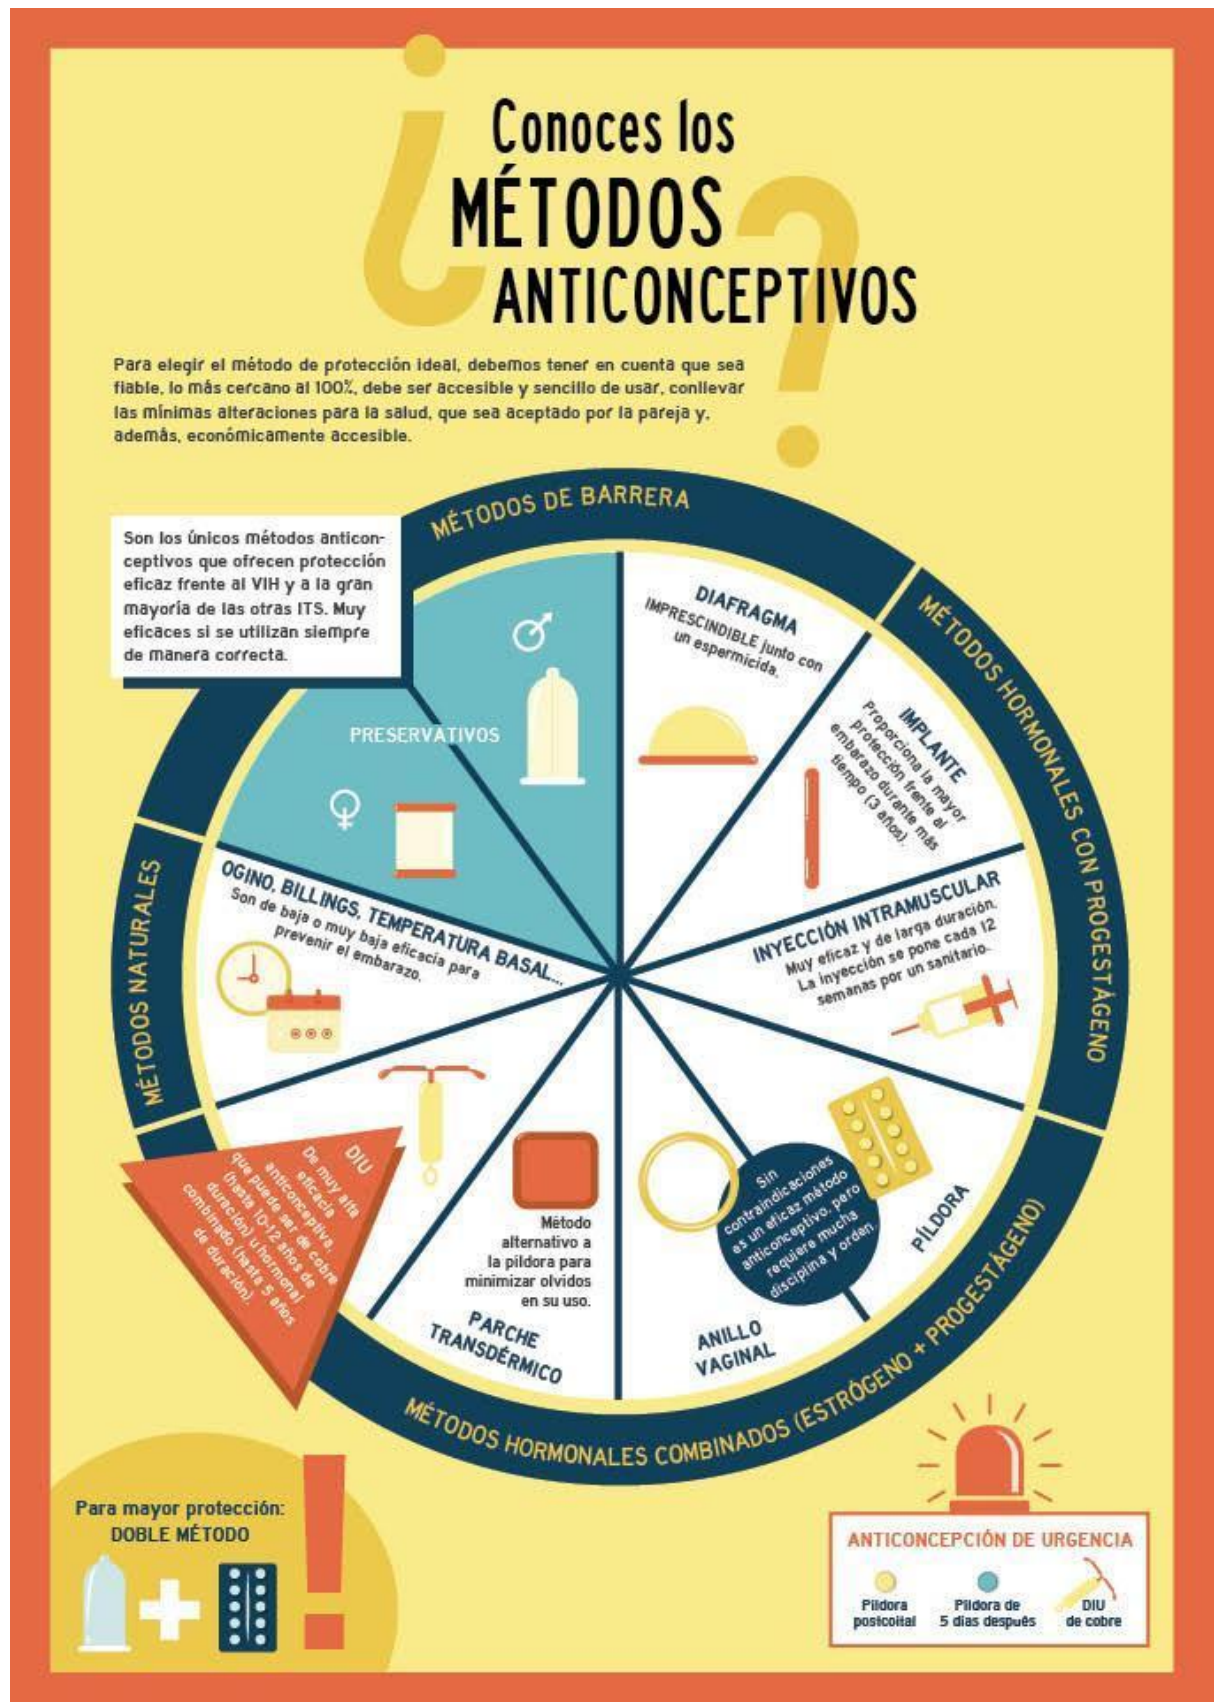 ¿
Conoces los
MÉTODOS
ANTICONCEPTIVOS
?
Para elegir el método de protección ideal, debemos tener en cuenta que sea
fiable, lo más cercano al 100%, debe ser accesible y sencillo de usar, conllevar
las mínimas alteraciones para la salud, que sea aceptado por la pareja y,
además, económicamente accesible.
MÉTODOS DE BARRERA
Son los únicos métodos anticon-
ceptivos que ofrecen protección
eficaz frente al VIH y a la gran
mayoría de las otras ITS. Muy
eficaces si se utilizan siempre
de manera correcta.
PRESERVATIVOS
DIAFRAGMA
IMPRESCINDIBLE junto con
un espermicida.
MÉTODOS HORMONALES CON PROGESTÁGENO
IMPLANTE
Proporciona la mayor
protección frente al
embarazo durante más
tiempo (3 años).
INYECCIÓN INTRAMUSCULAR
Muy eficaz y de larga duración.
La inyección se pone cada 12
semanas por un sanitario.
MÉTODOS NATURALES
OGINO, BILLINGS, TEMPERATURA BASAL...
Son de baja o muy baja eficacia para
prevenir el embarazo.
DIU
De muy alta
eficacia
anticonceptiva,
que puede ser de cobre
(hasta 10-12 años de
duración) u hormonal
combinado (hasta 5 años
de duración).
Método
alternativo a
la píldora para
minimizar olvidos
en su uso.
PARCHE
TRANSDÉRMICO
ANILLO
VAGINAL
Sin
contraindicaciones
es un eficaz método
anticonceptivo, pero
requiere mucha
disciplina y orden.
PÍLDORA
MÉTODOS HORMONALES COMBINADOS (ESTRÓGENO + PROGESTÁGENO)
Para mayor protección:
DOBLE MÉTODO
!
ANTICONCEPCIÓN DE URGENCIA
Píldora
postcoital
Píldora de
5 días después
DIU
de cobre